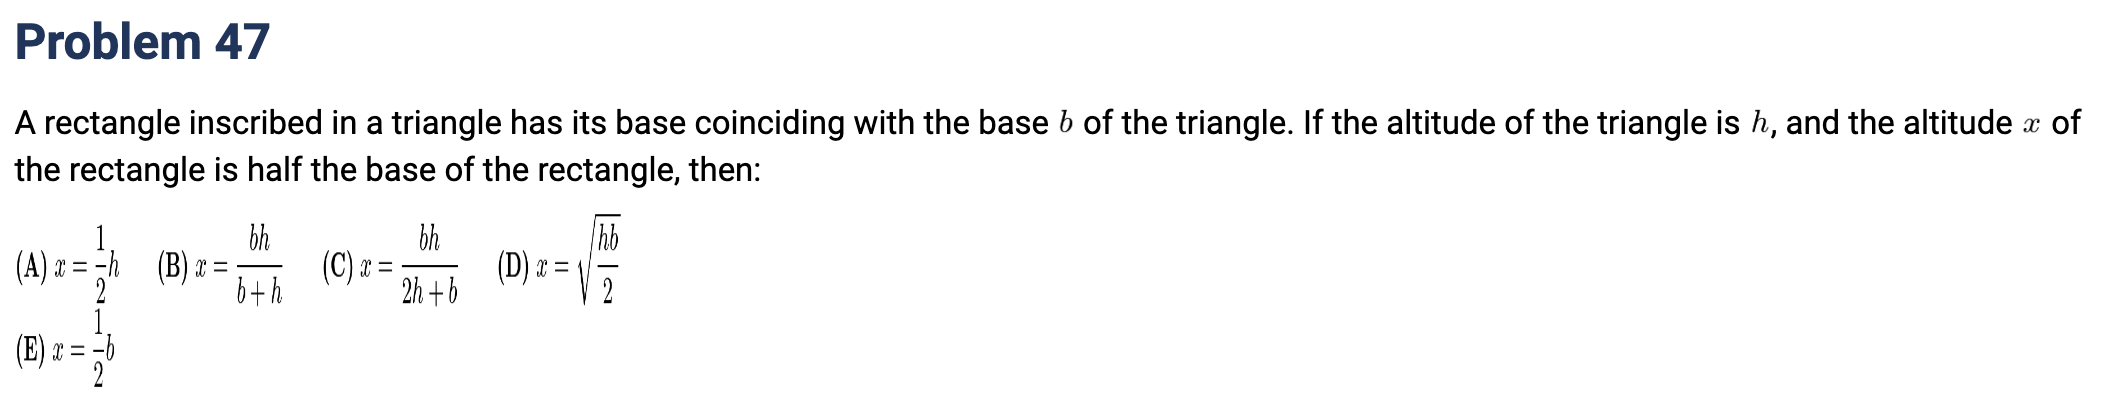 Problem 47
A rectangle inscribed in a triangle has its base coinciding with the base b of the triangle. If the altitude of the triangle is h, and the altitude x of
the rectangle is half the base of the rectangle, then:
(A) x = \frac{1}{2}h (B) x = \frac{bh}{b+h} (C) x = \frac{bh}{2h+b} (D) x = \sqrt{\frac{hb}{2}}
(E) x = \frac{1}{2}b